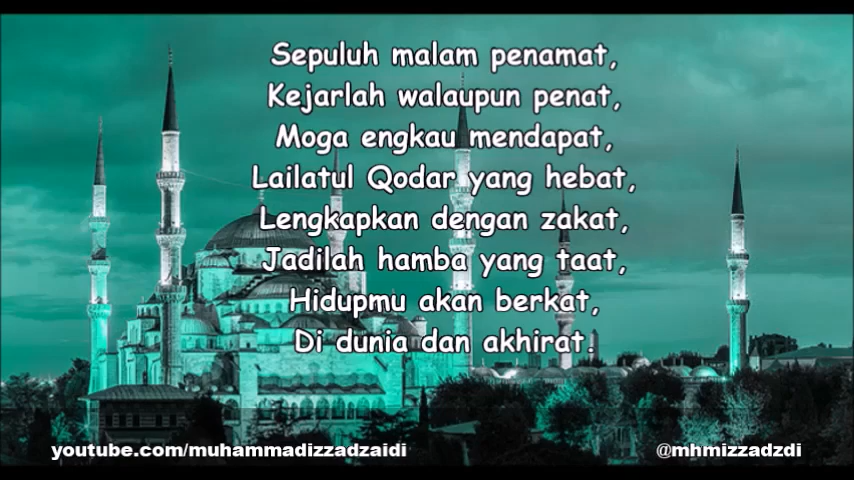 Sepuluh malam penamat,
Kejarlah walaupun penat,
Moga engkau mendapat,
Lailatul Qodar yang hebat,
Lengkapkan dengan zakat,
Jadilah hamba yang taat,
Hidupmu akan berkat,
Di dunia dan akhirat.
youtube.com/muhammadizzadzaidi
@mhmizzadzdi